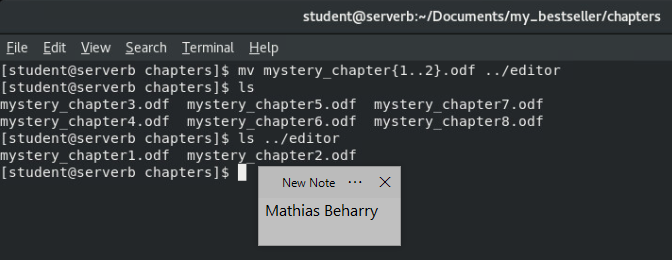 student@serverb:~/Documents/my_bestseller/chapters
File Edit View Search Terminal Help
[student@serverb chapters]$ mv mystery_chapter{1..2}.odf ../editor
[student@serverb chapters]$ ls
mystery_chapter3.odf mystery_chapter5.odf mystery_chapter7.odf
mystery_chapter4.odf mystery_chapter6.odf mystery_chapter8.odf
[student@serverb chapters]$ ls ../editor
mystery_chapter1.odf mystery_chapter2.odf
[student@serverb chapters]$
New Note
Mathias Beharry